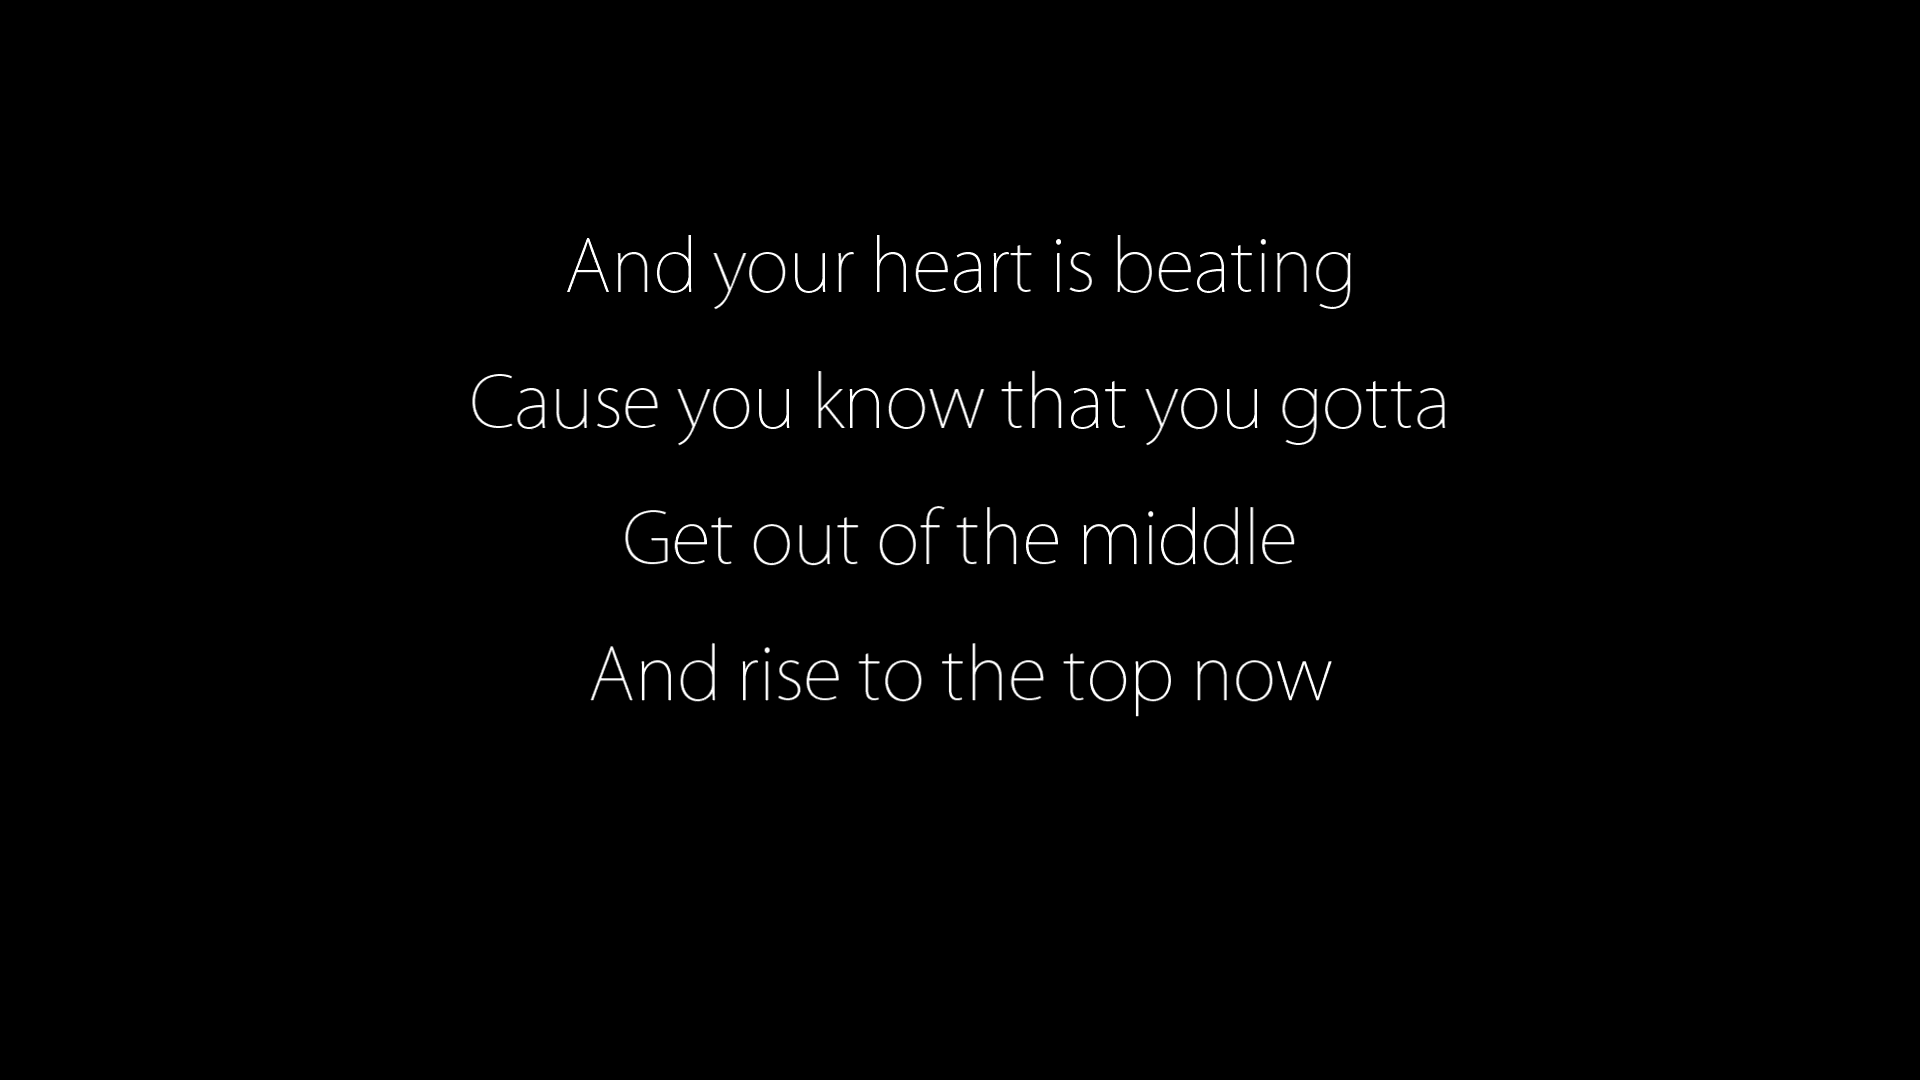 And your heart is beating
Cause you know that you gotta
Get out of the middle
And rise to the top now